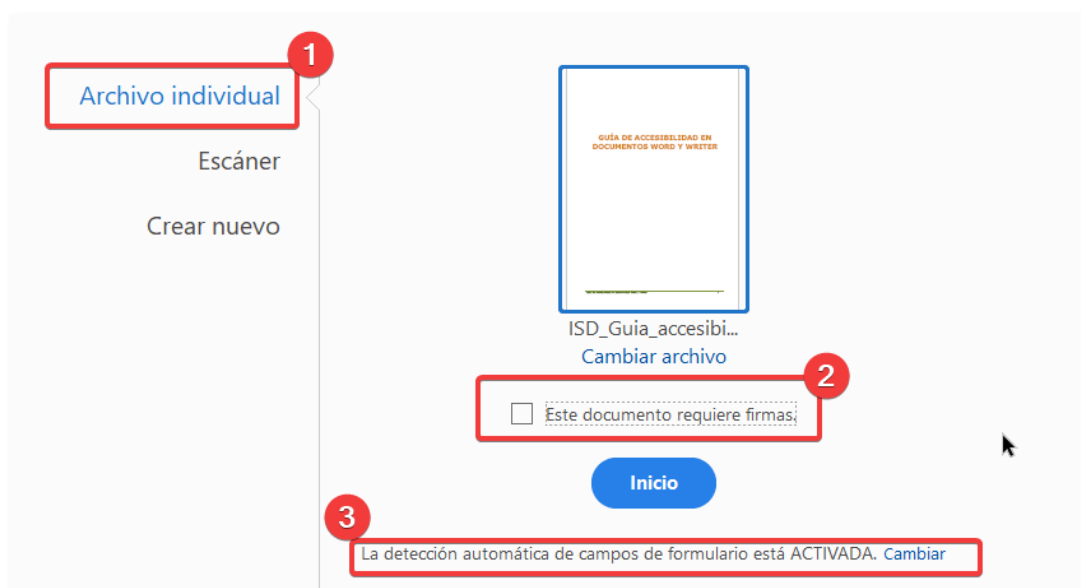 1
Archivo individual
Escáner
Crear nuevo
GUÍA DE ACCESIBILIDAD EN
DOCUMENTOS WORD Y WRITER
ISD_Guia_accesibi...
Cambiar archivo
2
Este documento requiere firmas.
Inicio
3
La detección automática de campos de formulario está ACTIVADA. Cambiar